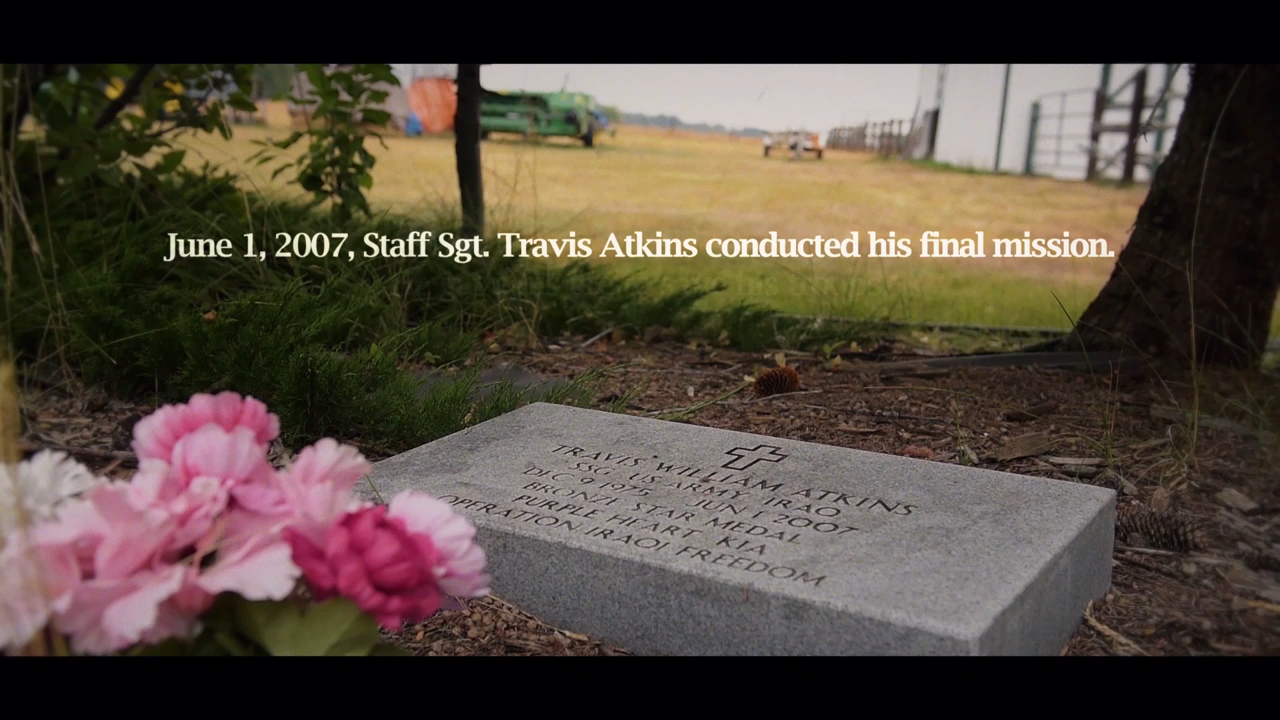 June 1, 2007, Staff Sgt. Travis Atkins conducted his final mission.
TRAVIS WILLIAM ATKINS
SSG US ARMY IRAQ
DEC 9 1975 JUN 1 2007
BRONZE STAR MEDAL
PURPLE HEART KIA
OPERATION IRAQI FREEDOM